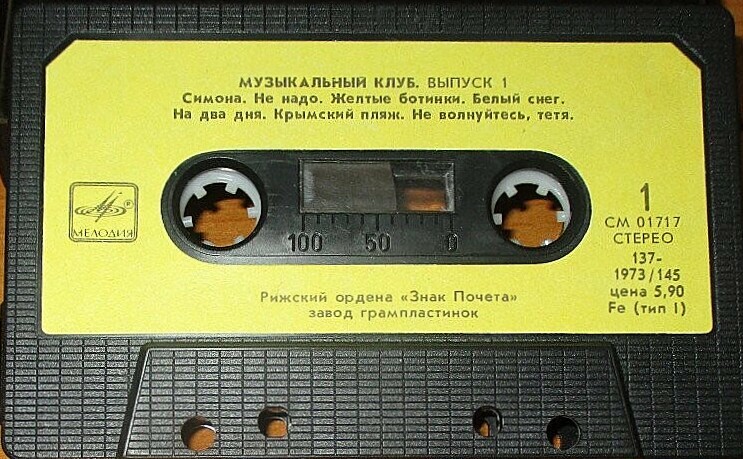 МУЗЫКАЛЬНЫЙ КЛУБ. ВЫПУСК 1
Симона. Не надо. Желтые ботинки. Белый снег.
На два дня. Крымский пляж. Не волнуйтесь, тетя.
МЕЛОДИЯ
100 50 0
1
СМ 01717
СТЕРЕО
137-
1973/145
цена 5,90
Fe (тип I)
Рижский ордена «Знак Почета»
завод грампластинок